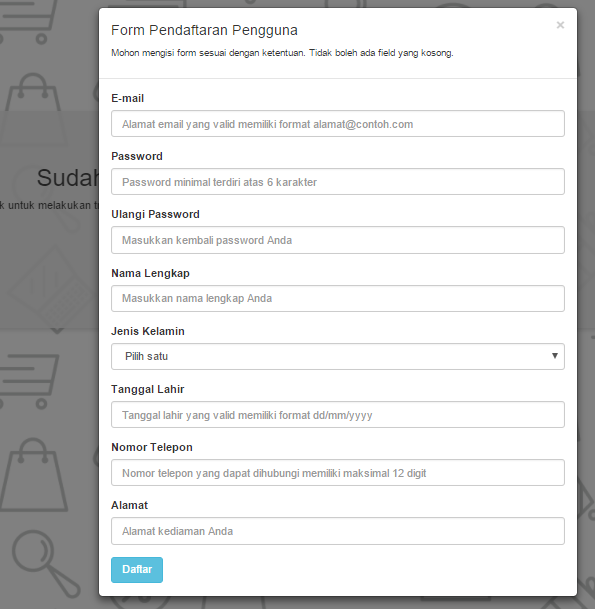 Form Pendaftaran Pengguna
×
Mohon mengisi form sesuai dengan ketentuan. Tidak boleh ada field yang kosong.
E-mail
Alamat email yang valid memiliki format alamat@contoh.com
Password
Password minimal terdiri atas 6 karakter
Sudah
k untuk melakukan
Ulangi Password
Masukkan kembali password Anda
Nama Lengkap
Masukkan nama lengkap Anda
Jenis Kelamin
Pilih satu
Tanggal Lahir
Tanggal lahir yang valid memiliki format dd/mm/yyyy
Nomor Telepon
Nomor telepon yang dapat dihubungi memiliki maksimal 12 digit
Alamat
Alamat kediaman Anda
Daftar